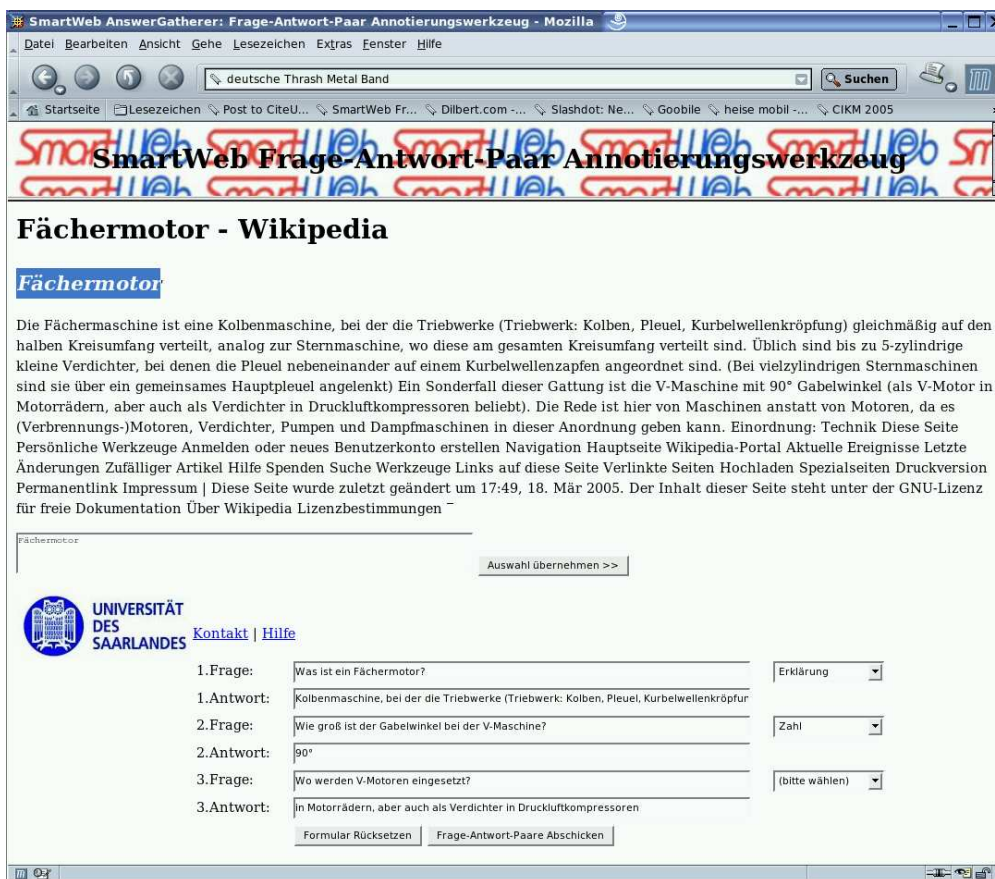 SmartWeb AnswerGatherer: Frage-Antwort-Paar Annotierungswerkzeug - Mozilla
Datei Bearbeiten Ansicht Gehe Lesezeichen Extras Fenster Hilfe
deutsche Thrash Metal Band
Suchen
Startseite Lesezeichen Post to CiteU... SmartWeb Fr... Dilbert.com -... Slashdot: Ne... Goobile heise mobil -... CIKM 2005
SmartWeb Frage-Antwort-Paar Annotierungswerkzeug
Fächermotor - Wikipedia
Fächermotor
Die Fächermaschine ist eine Kolbenmaschine, bei der die Triebwerke (Triebwerk: Kolben, Pleuel, Kurbelwellenkröpfung) gleichmäßig auf den
halben Kreisumfang verteilt, analog zur Sternmaschine, wo diese am gesamten Kreisumfang verteilt sind. Üblich sind bis zu 5-zylindrige
kleine Verdichter, bei denen die Pleuel nebeneinander auf einem Kurbelwellenzapfen angeordnet sind. (Bei vielzylindrigen Sternmaschinen
sind sie über ein gemeinsames Hauptpleuel angelenkt) Ein Sonderfall dieser Gattung ist die V-Maschine mit 90° Gabelwinkel (als V-Motor in
Motorrädern, aber auch als Verdichter in Druckluftkompressoren beliebt). Die Rede ist hier von Maschinen anstatt von Motoren, da es
(Verbrennungs-)Motoren, Verdichter, Pumpen und Dampfmaschinen in dieser Anordnung geben kann. Einordnung: Technik Diese Seite
Persönliche Werkzeuge Anmelden oder neues Benutzerkonto erstellen Navigation Hauptseite Wikipedia-Portal Aktuelle Ereignisse Letzte
Änderungen Zufälliger Artikel Hilfe Spenden Suche Werkzeuge Links auf diese Seite Verlinkte Seiten Hochladen Spezialseiten Druckversion
Permanentlink Impressum | Diese Seite wurde zuletzt geändert um 17:49, 18. Mär 2005. Der Inhalt dieser Seite steht unter der GNU-Lizenz
für freie Dokumentation Über Wikipedia Lizenzbestimmungen
Fächermotor
Auswahl übernehmen >>
UNIVERSITÄT
DES
SAARLANDES
Kontakt | Hilfe
1.Frage: Was ist ein Fächermotor? Erklärung
1.Antwort: Kolbenmaschine, bei der die Triebwerke (Triebwerk: Kolben, Pleuel, Kurbelwellenkröpfun
2.Frage: Wie groß ist der Gabelwinkel bei der V-Maschine? Zahl
2.Antwort: 90°
3.Frage: Wo werden V-Motoren eingesetzt? (bitte wählen)
3.Antwort: in Motorrädern, aber auch als Verdichter in Druckluftkompressoren
Formular Rücksetzen Frage-Antwort-Paare Abschicken